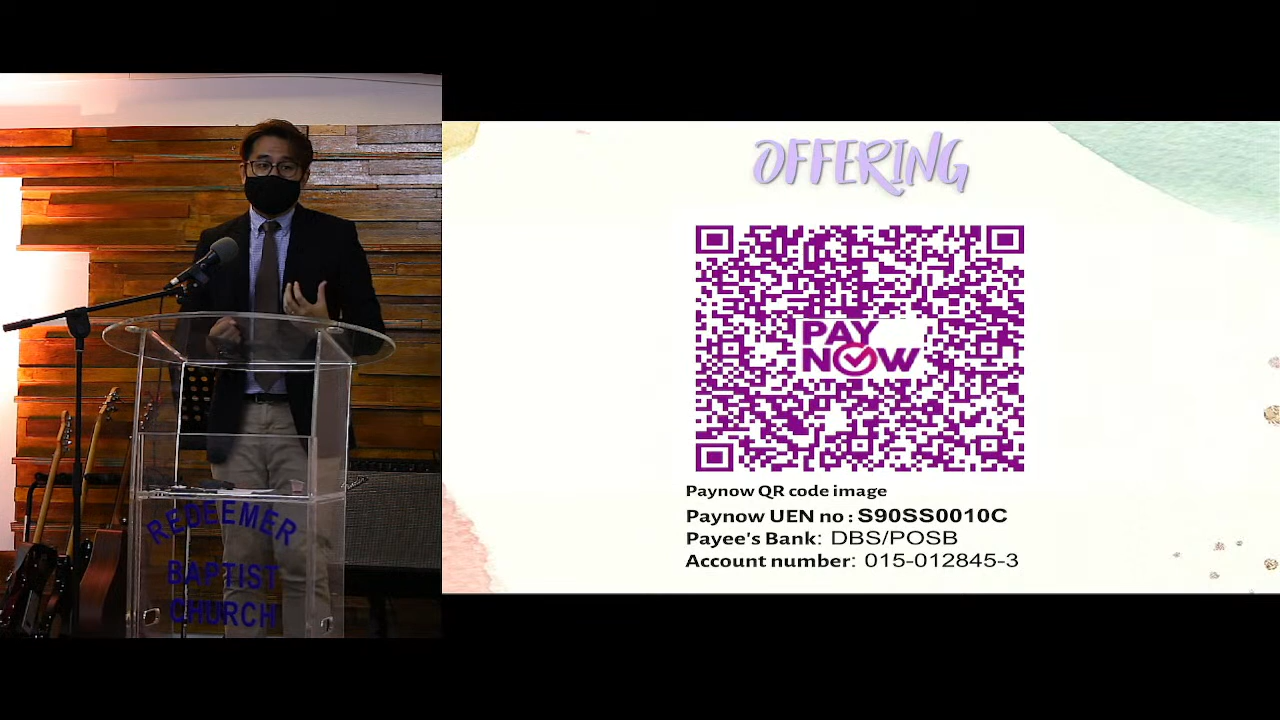 REDEEMER
BAPTIST
CHURCH
OFFERING
PAY
NOW
Paynow QR code image
Paynow UEN no : S90SS0010C
Payee's Bank: DBS/POSB
Account number: 015-012845-3